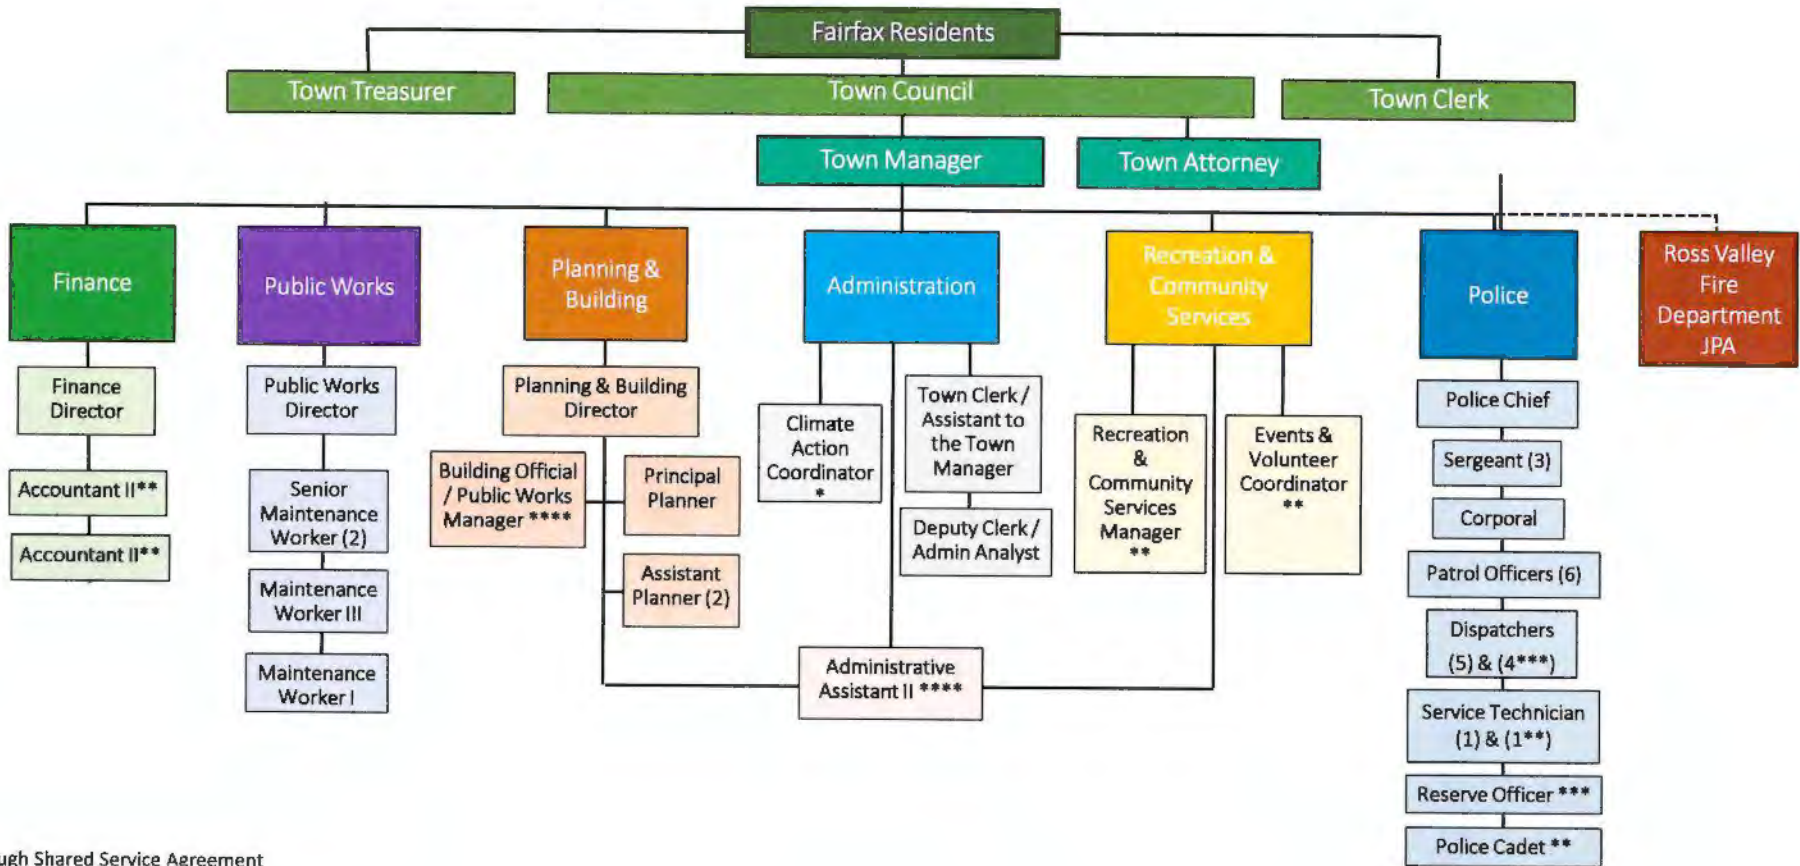 Fairfax Residents
Town Treasurer
Town Council
Town Clerk
Town Manager
Town Attorney
Finance
Public Works
Planning &
Building
Administration
Recreation &
Community
Services
Police
Ross Valley
Fire
Department
JPA
Finance
Director
Accountant II**
Accountant II**
Public Works
Director
Senior
Maintenance
Worker (2)
Maintenance
Worker III
Maintenance
Worker I
Planning & Building
Director
Building Official
/ Public Works
Manager ****
Principal
Planner
Assistant
Planner (2)
Climate
Action
Coordinator
*
Town Clerk /
Assistant to
the Town
Manager
Deputy Clerk /
Admin Analyst
Administrative
Assistant II ****
Recreation
&
Community
Services
Manager
**
Events &
Volunteer
Coordinator
**
Police Chief
Sergeant (3)
Corporal
Patrol Officers (6)
Dispatchers
(5) & (4***)
Service Technician
(1) & (1**)
Reserve Officer ***
Police Cadet **
Shared Service Agreement